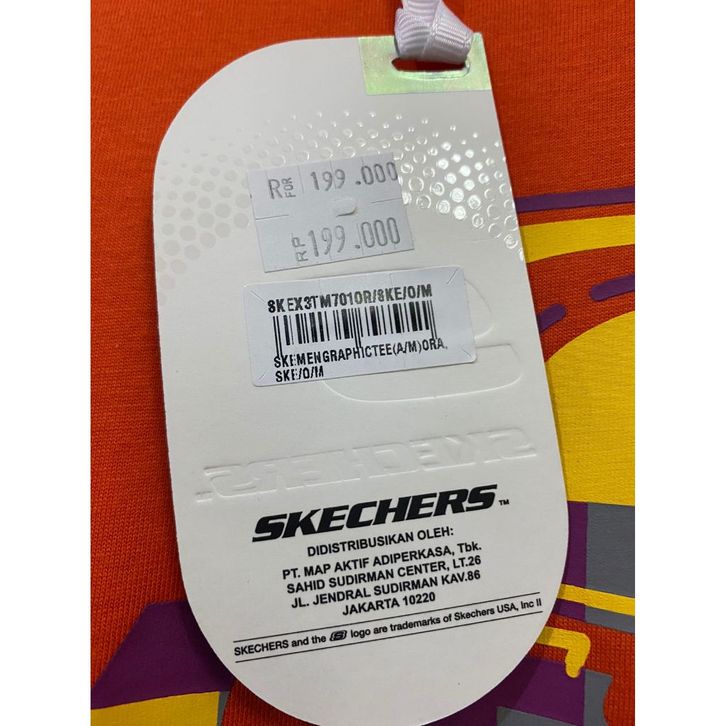 R FOR 199.000
RP 199.000
SKEX3TM7010R/SKE/O/M
SKEMENGRAPHICTEE(A/M)ORA,
SKE/O/M
SKECHERS
SKECHERS™
DIDISTRIBUSIKAN OLEH:
PT. MAP AKTIF ADIPERKASA, Tbk.
SAHID SUDIRMAN CENTER, LT.26
JL. JENDRAL SUDIRMAN KAV.86
JAKARTA 10220
SKECHERS and the S logo are trademarks of Skechers USA, Inc II